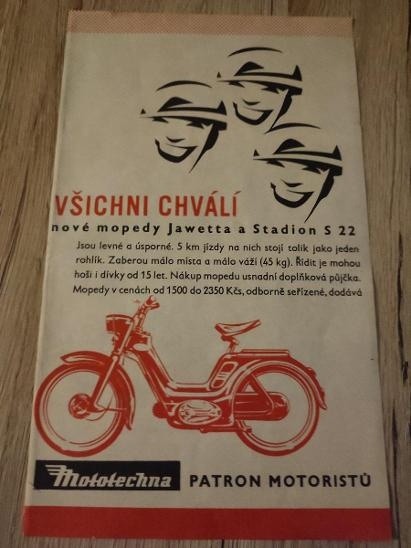 VŠICHNI CHVÁLÍ
nové mopedy Jawetta a Stadion S 22
Jsou levné a úsporné. 5 km jízdy na nich stojí tolik jako jeden
rohlík. Zaberou málo místa a málo váží (45 kg). Řídit je mohou
hoši i dívky od 15 let. Nákup mopedu usnadní doplňková půjčka.
Mopedy v cenách od 1500 do 2350 Kčs, odborně seřízené, dodává
Mototechna PATRON MOTORISTŮ